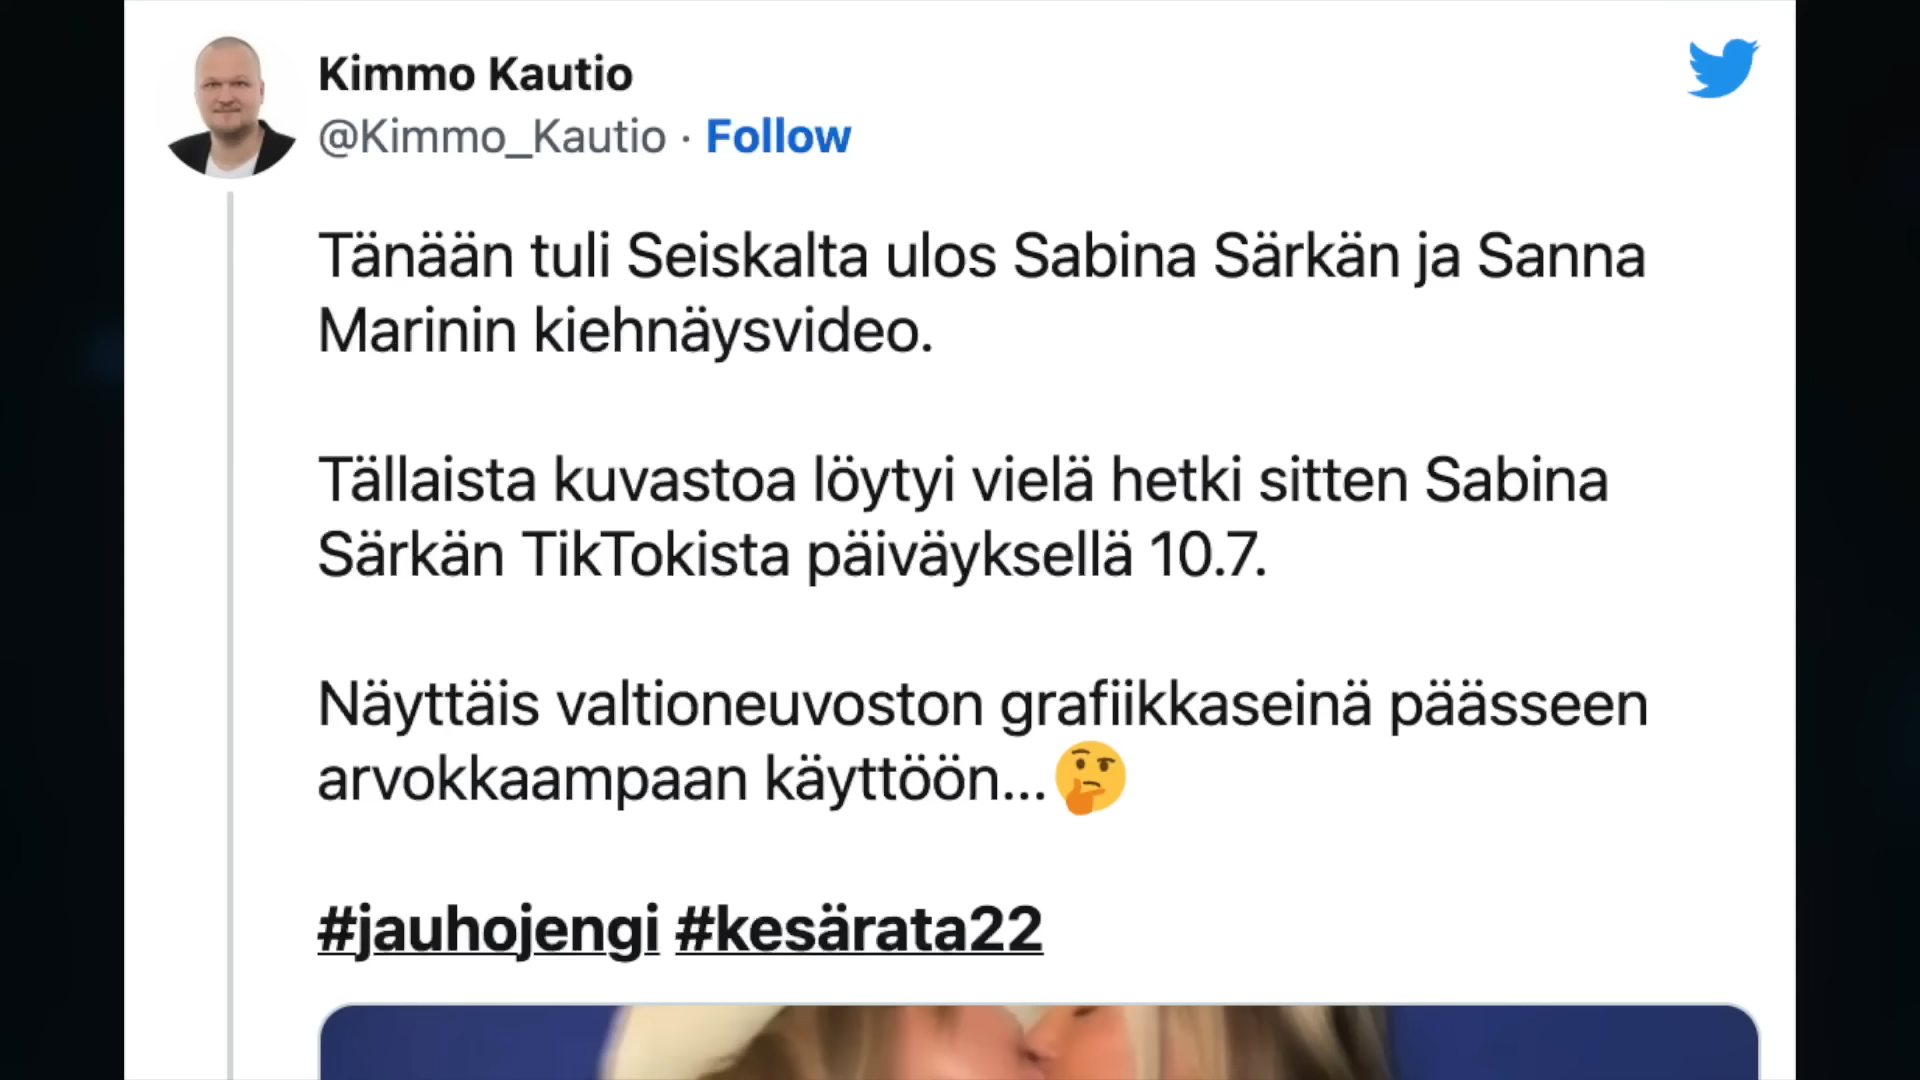 Kimmo Kautio
@Kimmo_Kautio · Follow
Tänään tuli Seiskalta ulos Sabina Särkän ja Sanna
Marinin kiehnäysvideo.
Tällaista kuvastoa löytyi vielä hetki sitten Sabina
Särkän TikTokista päiväyksellä 10.7.
Näyttäis valtioneuvoston grafiikkaseinä päässeen
arvokkaampaan käyttöön...🤔
#jauhojengi #kesärata22